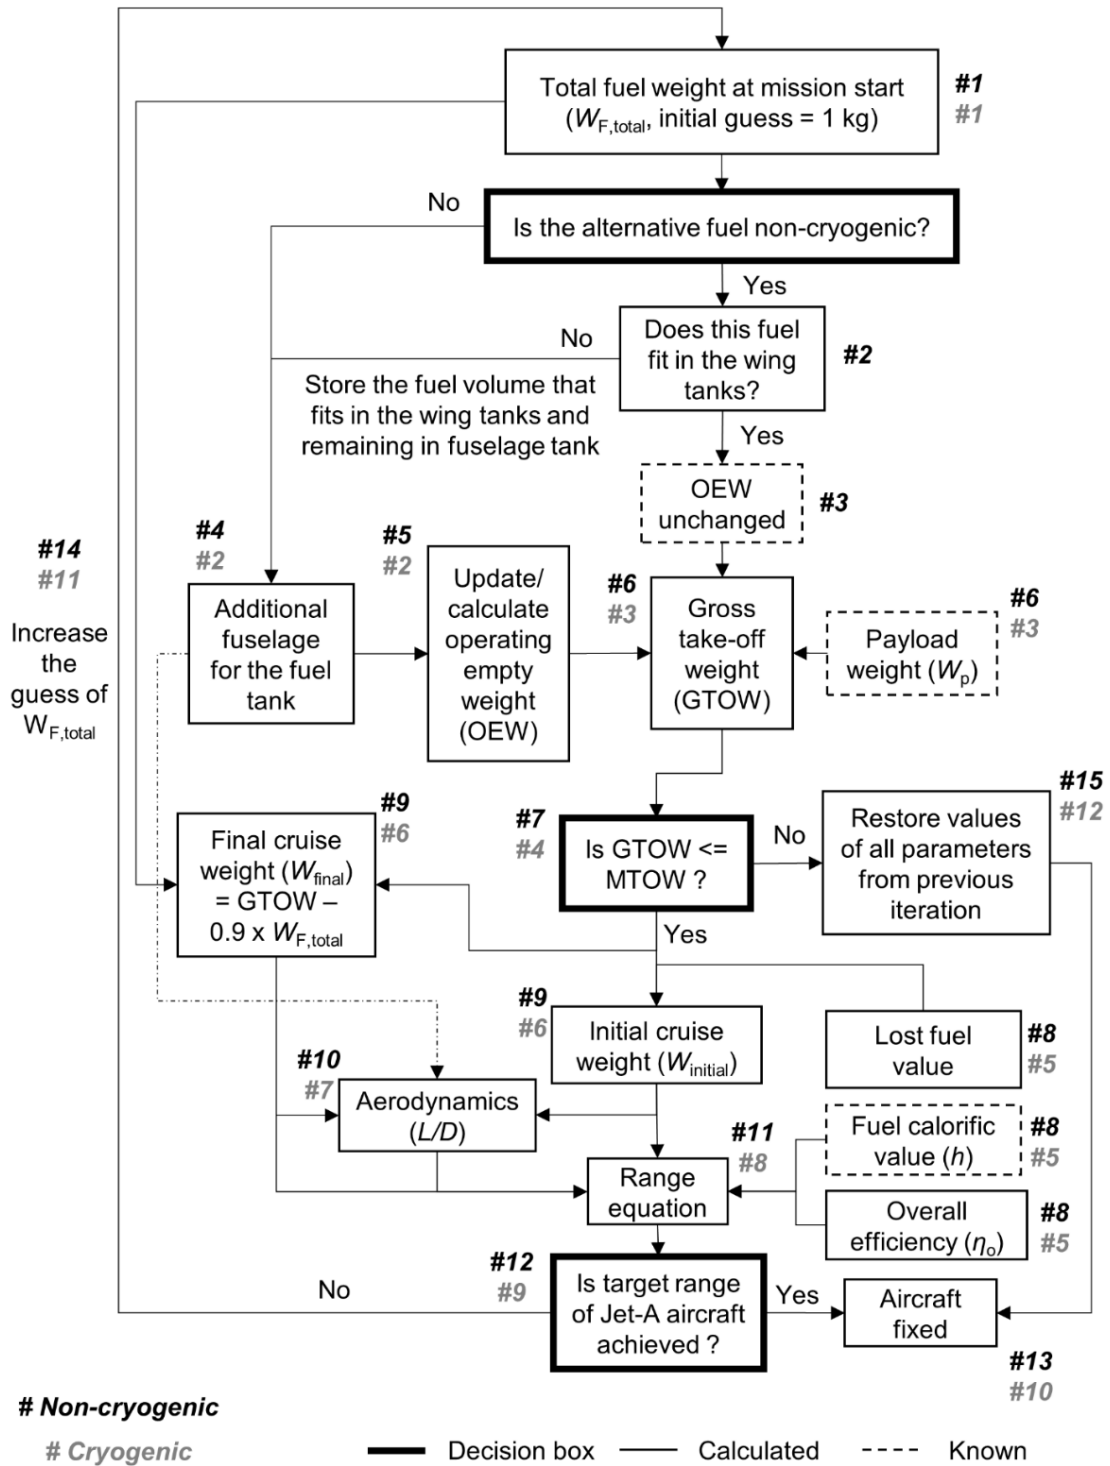 Total fuel weight at mission start
(WF,total, initial guess = 1 kg)
#1
#1
No
Is the alternative fuel non-cryogenic?
Yes
No
Does this fuel
fit in the wing
tanks?
#2
Store the fuel volume that
fits in the wing tanks and
remaining in fuselage tank
Yes
OEW
unchanged
#3
#14
#11
Increase
the
guess of
WF,total
#4
#2
Additional
fuselage
for the fuel
tank
#5
#2
Update/
calculate
operating
empty
weight
(OEW)
#6
#3
Gross
take-off
weight
(GTOW)
#6
#3
Payload
weight (Wp)
#9
#6
Final cruise
weight (Wfinal)
= GTOW –
0.9 x WF,total
#7
#4
Is GTOW <=
MTOW ?
No
Yes
#15
#12
Restore values
of all parameters
from previous
iteration
#9
#6
Initial cruise
weight (Winitial)
Lost fuel
value
#8
#5
#10
#7
Aerodynamics
(L/D)
Fuel calorific
value (h)
#8
#5
#11
#8
Range
equation
Overall
efficiency (ηo)
#8
#5
#12
#9
No
Is target range
of Jet-A aircraft
achieved ?
Yes
Aircraft
fixed
#13
#10
# Non-cryogenic
# Cryogenic
Decision box
Calculated
Known